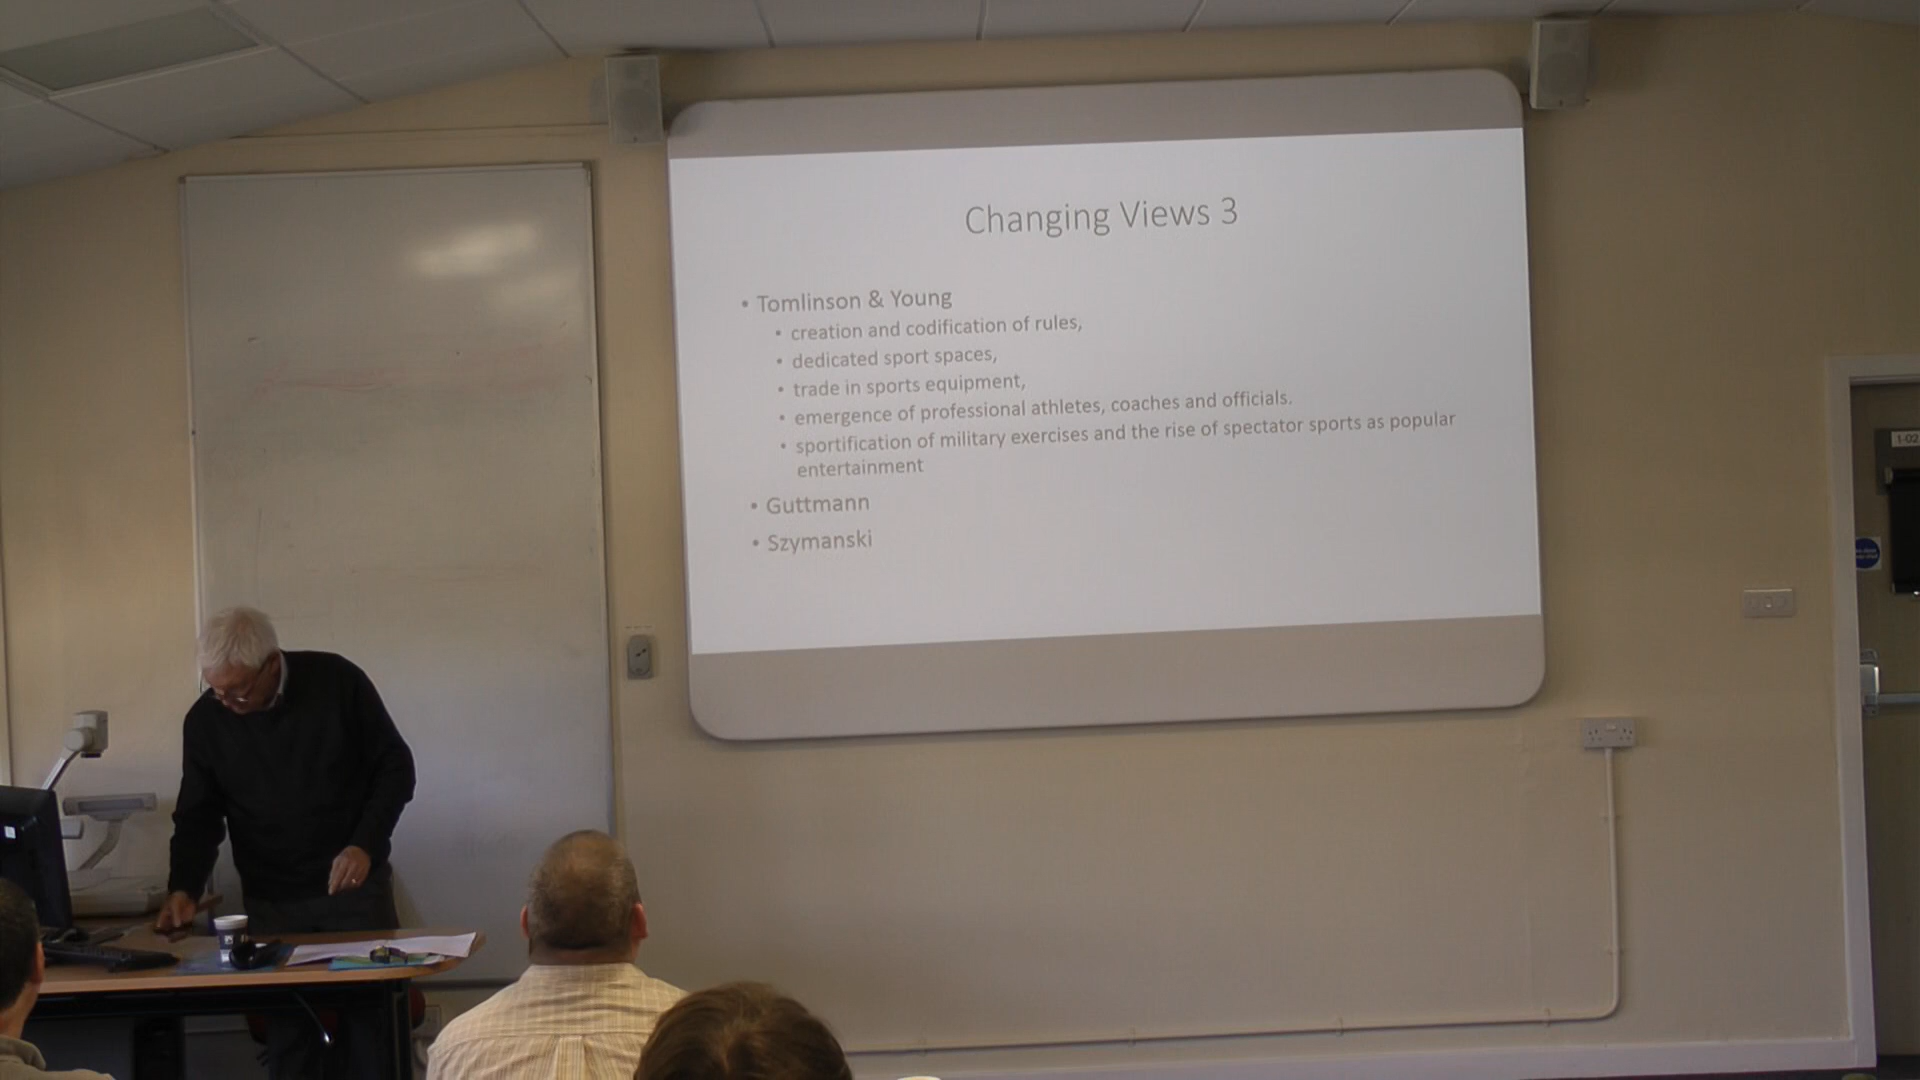 Changing Views 3
• Tomlinson & Young
• creation and codification of rules,
• dedicated sport spaces,
• trade in sports equipment,
• emergence of professional athletes, coaches and officials.
• sportification of military exercises and the rise of spectator sports as popular
entertainment
• Guttmann
• Szymanski
1-02